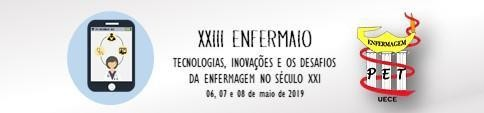 XXIII ENFERMAIO
TECNOLOGIAS, INOVAÇÕES E OS DESAFIOS
DA ENFERMAGEM NO SÉCULO XXI
06, 07 e 08 de maio de 2019
ENFERMAGEM
PET
UECE